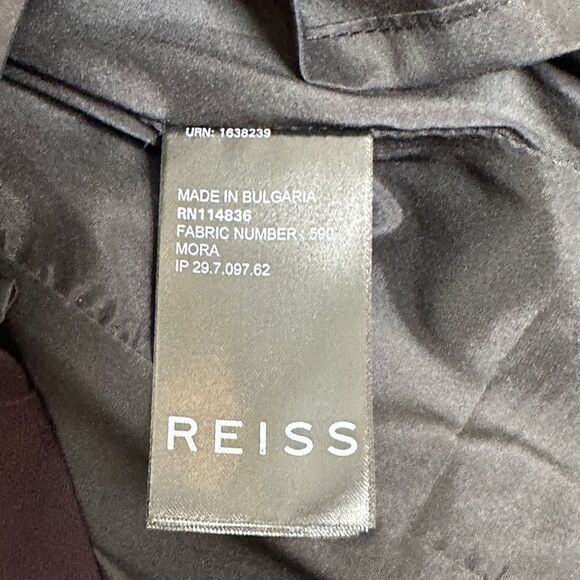 URN: 1638239
MADE IN BULGARIA
RN114836
FABRIC NUMBER : 590
MORA
IP 29.7.097.62
REISS